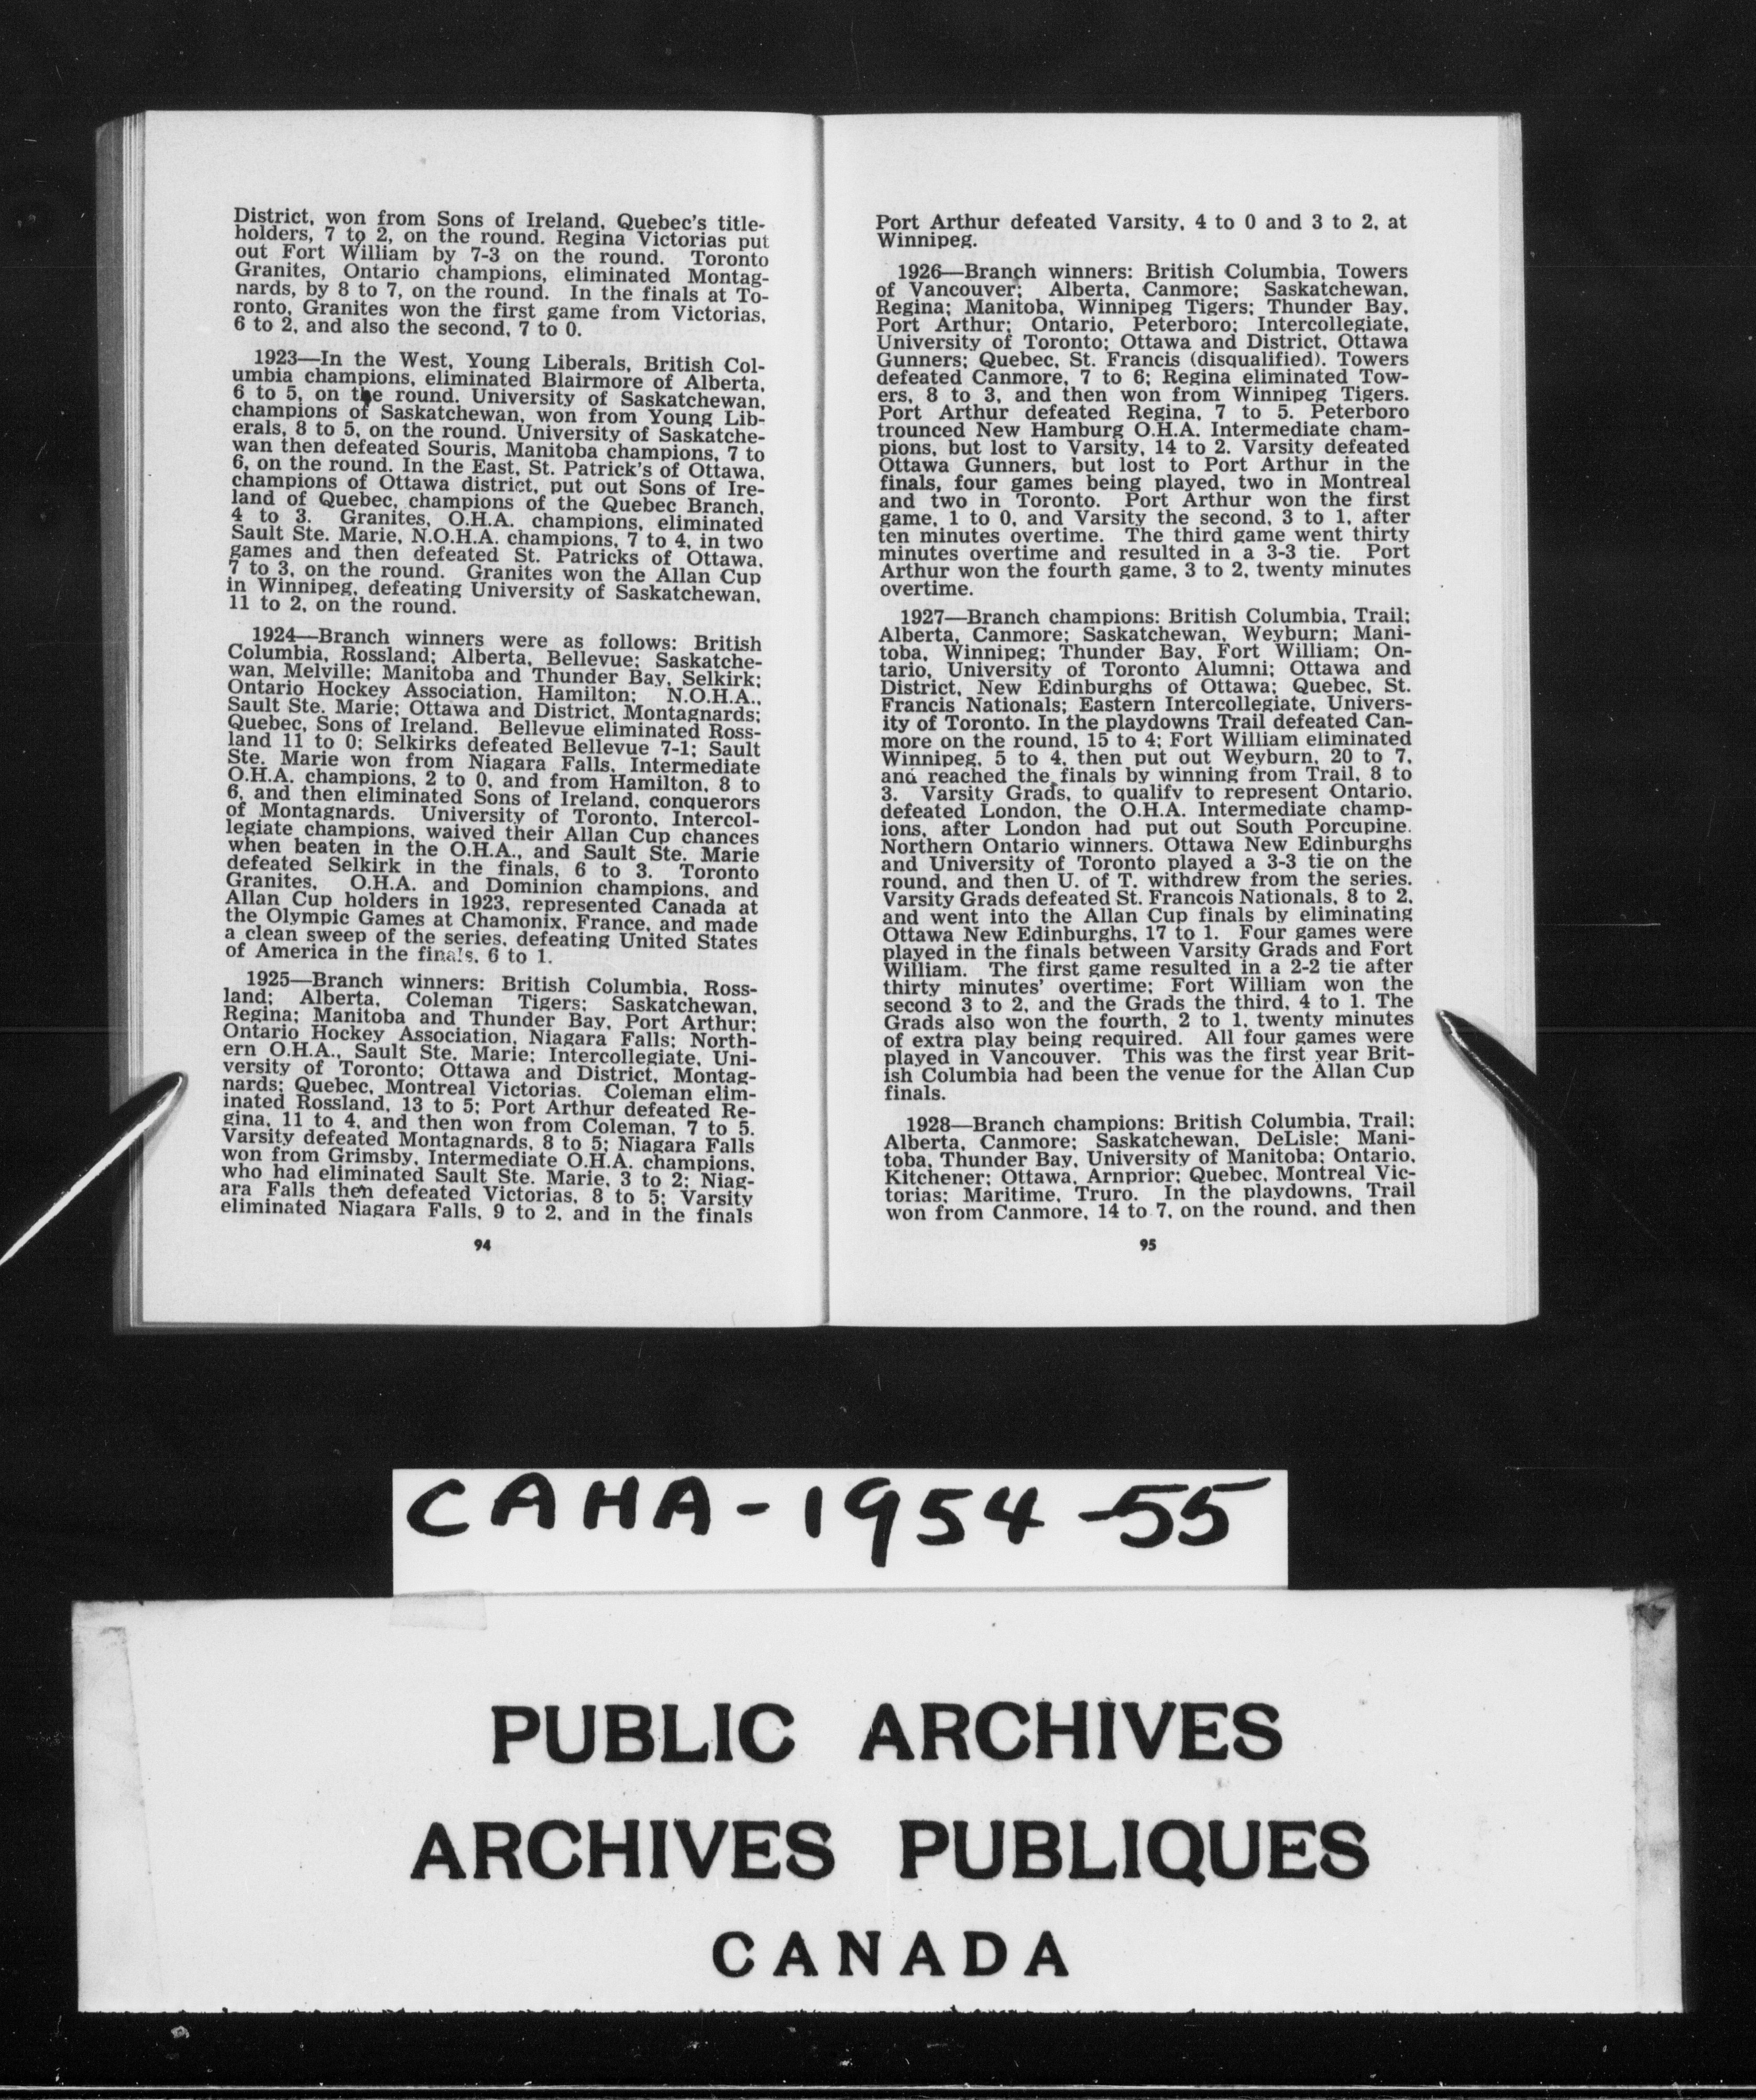 District, won from Sons of Ireland, Quebec's title-
holders, 7 to 2, on the round. Regina Victorias put
out Fort William by 7-3 on the round. Toronto
Granites, Ontario champions, eliminated Montag-
nards, by 8 to 7, on the round. In the finals at To-
ronto, Granites won the first game from Victorias,
6 to 2, and also the second, 7 to 0.
1923—In the West, Young Liberals, British Col-
umbia champions, eliminated Blairmore of Alberta,
6 to 5, on the round. University of Saskatchewan,
champions of Saskatchewan, won from Young Lib-
erals, 8 to 5, on the round. University of Saskatche-
wan then defeated Souris, Manitoba champions, 7 to
6, on the round. In the East, St. Patrick's of Ottawa,
champions of Ottawa district, put out Sons of Ire-
land of Quebec, champions of the Quebec Branch,
4 to 3. Granites, O.H.A. champions, eliminated
Sault Ste. Marie, N.O.H.A. champions, 7 to 4, in two
games and then defeated St. Patricks of Ottawa,
7 to 3, on the round. Granites won the Allan Cup
in Winnipeg, defeating University of Saskatchewan,
11 to 2, on the round.
1924—Branch winners were as follows: British
Columbia, Rossland; Alberta, Bellevue; Saskatche-
wan, Melville; Manitoba and Thunder Bay, Selkirk;
Ontario Hockey Association, Hamilton; N.O.H.A.,
Sault Ste. Marie; Ottawa and District, Montagnards;
Quebec, Sons of Ireland. Bellevue eliminated Ross-
land 11 to 0; Selkirks defeated Bellevue 7-1; Sault
Ste. Marie won from Niagara Falls, Intermediate
O.H.A. champions, 2 to 0, and from Hamilton, 8 to
6, and then eliminated Sons of Ireland, conquerors
of Montagnards. University of Toronto, Intercol-
legiate champions, waived their Allan Cup chances
when beaten in the O.H.A., and Sault Ste. Marie
defeated Selkirk in the finals, 6 to 3. Toronto
Granites, O.H.A. and Dominion champions, and
Allan Cup holders in 1923, represented Canada at
the Olympic Games at Chamonix, France, and made
a clean sweep of the series, defeating United States
of America in the finals, 6 to 1.
1925—Branch winners: British Columbia, Ross-
land; Alberta, Coleman Tigers; Saskatchewan,
Regina; Manitoba and Thunder Bay, Port Arthur;
Ontario Hockey Association, Niagara Falls; North-
ern O.H.A., Sault Ste. Marie; Intercollegiate, Uni-
versity of Toronto; Ottawa and District, Montag-
nards; Quebec, Montreal Victorias. Coleman elim-
inated Rossland, 13 to 5; Port Arthur defeated Re-
gina, 11 to 4, and then won from Coleman, 7 to 5.
Varsity defeated Montagnards, 8 to 5; Niagara Falls
won from Grimsby, Intermediate O.H.A. champions,
who had eliminated Sault Ste. Marie, 3 to 2; Niag-
ara Falls then defeated Victorias, 8 to 5; Varsity
eliminated Niagara Falls, 9 to 2, and in the finals
94
Port Arthur defeated Varsity, 4 to 0 and 3 to 2, at
Winnipeg.
1926—Branch winners: British Columbia, Towers
of Vancouver; Alberta, Canmore; Saskatchewan,
Regina; Manitoba, Winnipeg Tigers; Thunder Bay,
Port Arthur; Ontario, Peterboro; Intercollegiate,
University of Toronto; Ottawa and District, Ottawa
Gunners; Quebec, St. Francis (disqualified). Towers
defeated Canmore, 7 to 6; Regina eliminated Tow-
ers, 8 to 3, and then won from Winnipeg Tigers.
Port Arthur defeated Regina, 7 to 5. Peterboro
trounced New Hamburg O.H.A. Intermediate cham-
pions, but lost to Varsity, 14 to 2. Varsity defeated
Ottawa Gunners, but lost to Port Arthur in the
finals, four games being played, two in Montreal
and two in Toronto. Port Arthur won the first
game, 1 to 0, and Varsity the second, 3 to 1, after
ten minutes overtime. The third game went thirty
minutes overtime and resulted in a 3-3 tie. Port
Arthur won the fourth game, 3 to 2, twenty minutes
overtime.
1927—Branch champions: British Columbia, Trail;
Alberta, Canmore; Saskatchewan, Weyburn; Mani-
toba, Winnipeg; Thunder Bay, Fort William; On-
tario, University of Toronto Alumni; Ottawa and
District, New Edinburghs of Ottawa; Quebec, St.
Francis Nationals; Eastern Intercollegiate, Univers-
ity of Toronto. In the playdowns Trail defeated Can-
more on the round, 15 to 4; Fort William eliminated
Winnipeg, 5 to 4, then put out Weyburn, 20 to 7,
and reached the finals by winning from Trail, 8 to
3. Varsity Grads, to qualify to represent Ontario,
defeated London, the O.H.A. Intermediate champ-
ions, after London had put out South Porcupine,
Northern Ontario winners. Ottawa New Edinburghs
and University of Toronto played a 3-3 tie on the
round, and then U. of T. withdrew from the series.
Varsity Grads defeated St. Francois Nationals, 8 to 2,
and went into the Allan Cup finals by eliminating
Ottawa New Edinburghs, 17 to 1. Four games were
played in the finals between Varsity Grads and Fort
William. The first game resulted in a 2-2 tie after
thirty minutes' overtime; Fort William won the
second 3 to 2, and the Grads the third, 4 to 1. The
Grads also won the fourth, 2 to 1, twenty minutes
of extra play being required. All four games were
played in Vancouver. This was the first year Brit-
ish Columbia had been the venue for the Allan Cup
finals.
1928—Branch champions: British Columbia, Trail;
Alberta, Canmore; Saskatchewan, DeLisle; Mani-
toba, Thunder Bay, University of Manitoba; Ontario,
Kitchener; Ottawa, Arnprior; Quebec, Montreal Vic-
torias; Maritime, Truro. In the playdowns, Trail
won from Canmore, 14 to 7, on the round, and then
95
CAHA-1954-55
PUBLIC ARCHIVES
ARCHIVES PUBLIQUES
CANADA